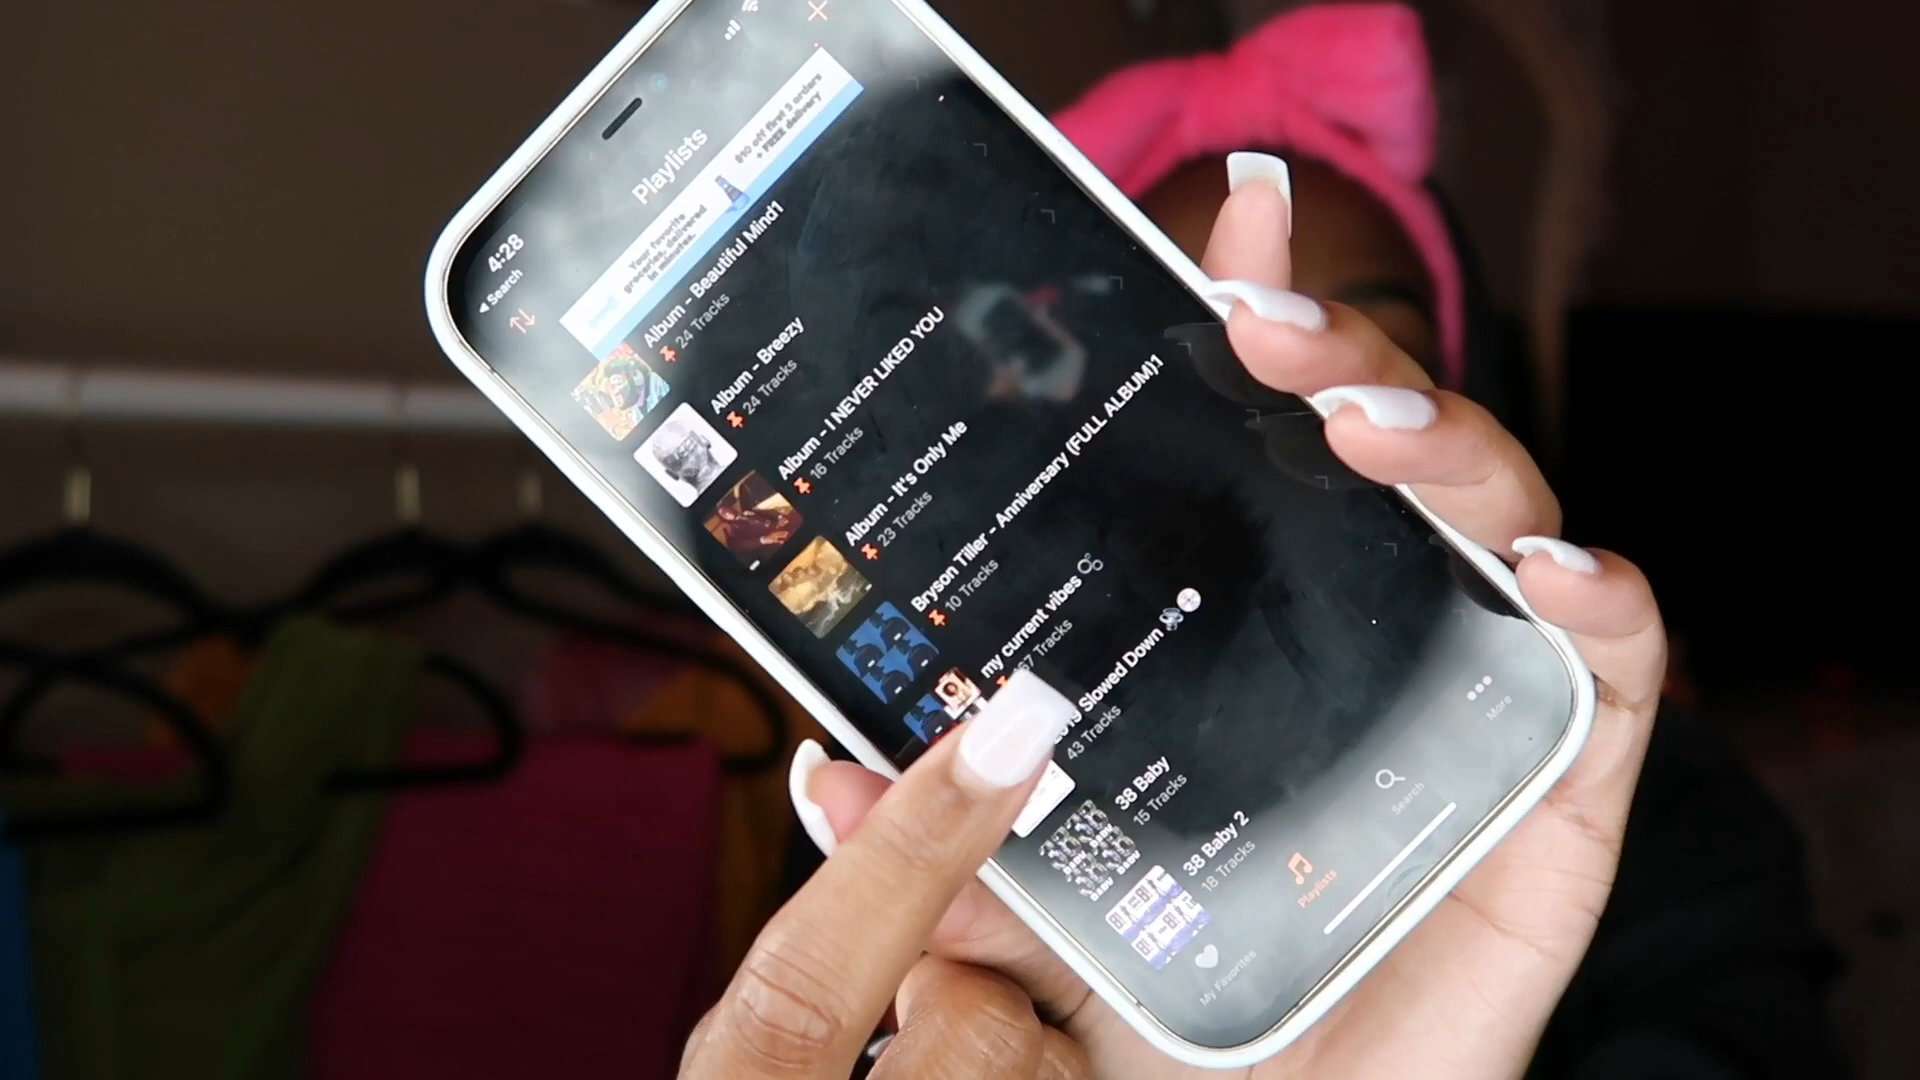 4:28
Search
Playlists
Your favorite
groceries, delivered
in minutes.
$10 off first 3 orders
+ FREE delivery
Album - Beautiful Mind1
24 Tracks
Album - Breezy
24 Tracks
Album - I NEVER LIKED YOU
16 Tracks
Album - It's Only Me
23 Tracks
Bryson Tiller - Anniversary (FULL ALBUM)1
10 Tracks
my current vibes
Tracks
Slowed Down
43 Tracks
38 Baby
15 Tracks
38 Baby 2
18 Tracks
My Favorites
Playlists
Search
More